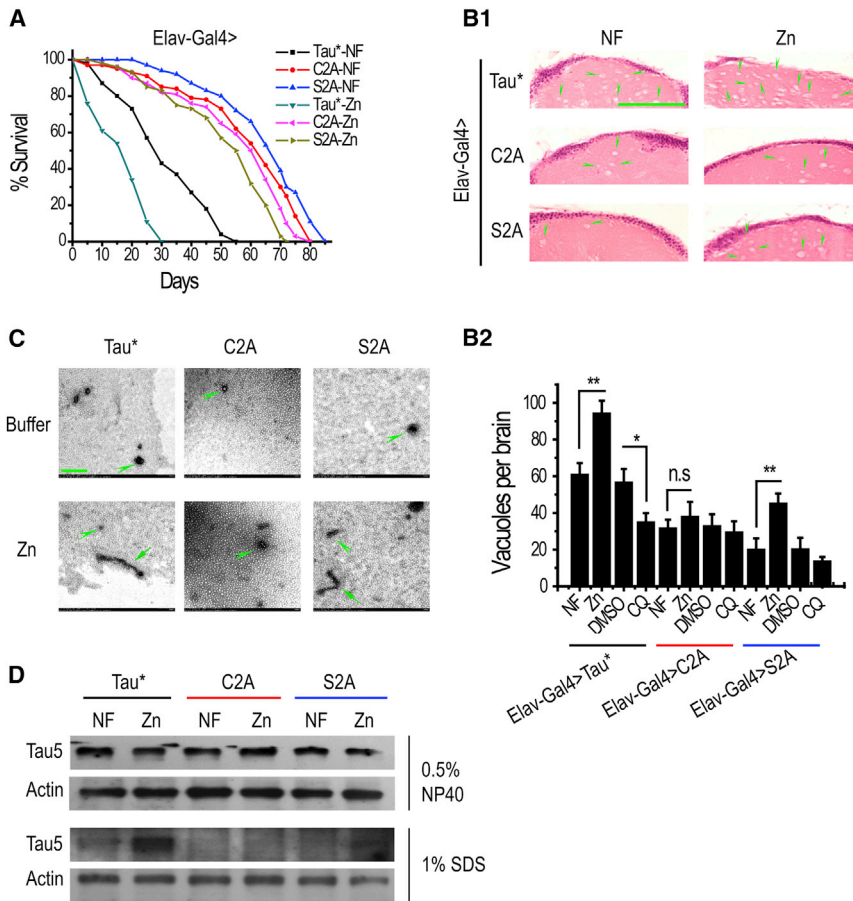 A
Elav-Gal4>
% Survival
100
80
60
40
20
0
0 10 20 30 40 50 60 70 80
Days
Tau*-NF
C2A-NF
S2A-NF
Tau*-Zn
C2A-Zn
S2A-Zn
B1
NF Zn
Elav-Gal4>
Tau*
C2A
S2A
C
Tau* C2A S2A
Buffer
Zn
B2
Vacuoles per brain
100
80
60
40
20
0
** * n.s **
NF Zn DMSO CQ NF Zn DMSO CQ NF Zn DMSO CQ
Elav-Gal4>Tau* Elav-Gal4>C2A Elav-Gal4>S2A
D
Tau* C2A S2A
NF Zn NF Zn NF Zn
Tau5
Actin
0.5%
NP40
Tau5
Actin
1% SDS